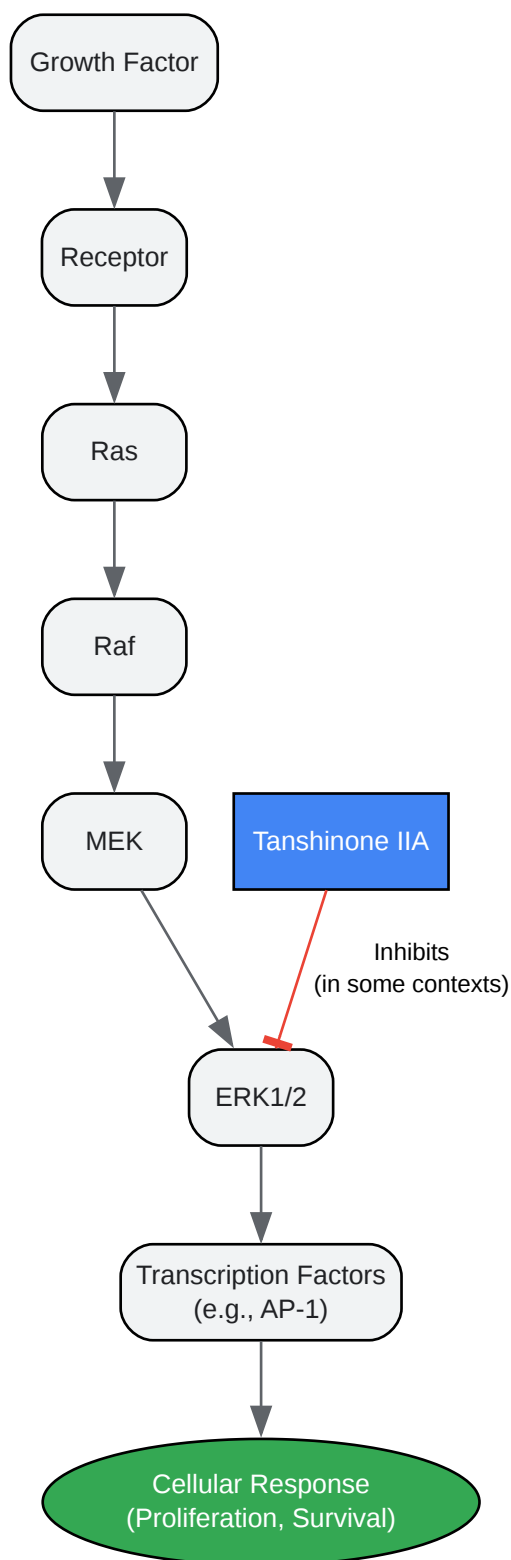 Growth Factor
Receptor
Ras
Raf
MEK
Tanshinone IIA
Inhibits
(in some contexts)
ERK1/2
Transcription Factors
(e.g., AP-1)
Cellular Response
(Proliferation, Survival)